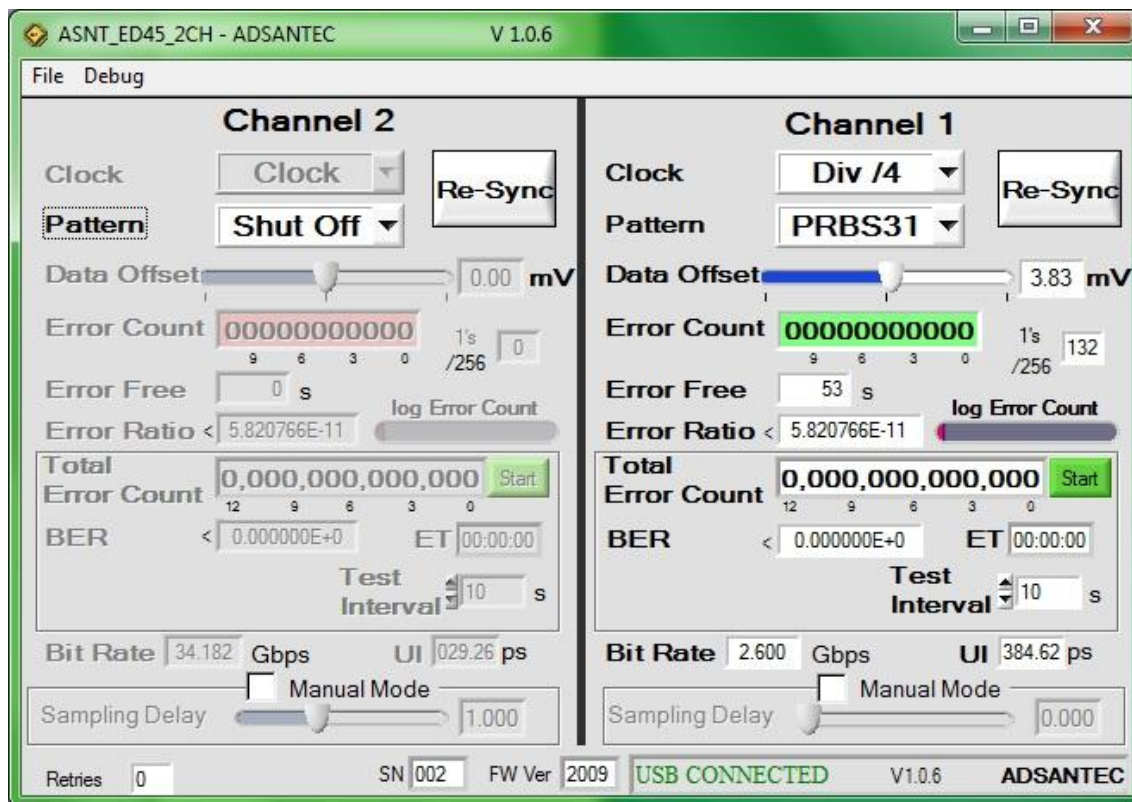 ASNT_ED45_2CH - ADSANTEC V 1.0.6
File Debug
Channel 2
Clock Clock Re-Sync
Pattern Shut Off
Data Offset 0.00 mV
Error Count 00000000000 1's /256 0
9 6 3 0
Error Free 0 s
log Error Count
Error Ratio < 5.820766E-11
Total Error Count 0,000,000,000,000 Start
12 9 6 3 0
BER < 0.000000E+0 ET 00:00:00
Test Interval 10 s
Bit Rate 34.182 Gbps UI 029.26 ps
Manual Mode
Sampling Delay 1.000
Channel 1
Clock Div /4 Re-Sync
Pattern PRBS31
Data Offset 3.83 mV
Error Count 00000000000 1's /256 132
9 6 3 0
Error Free 53 s
log Error Count
Error Ratio < 5.820766E-11
Total Error Count 0,000,000,000,000 Start
12 9 6 3 0
BER < 0.000000E+0 ET 00:00:00
Test Interval 10 s
Bit Rate 2.600 Gbps UI 384.62 ps
Manual Mode
Sampling Delay 0.000
Retries 0 SN 002 FW Ver 2009 USB CONNECTED V1.0.6 ADSANTEC